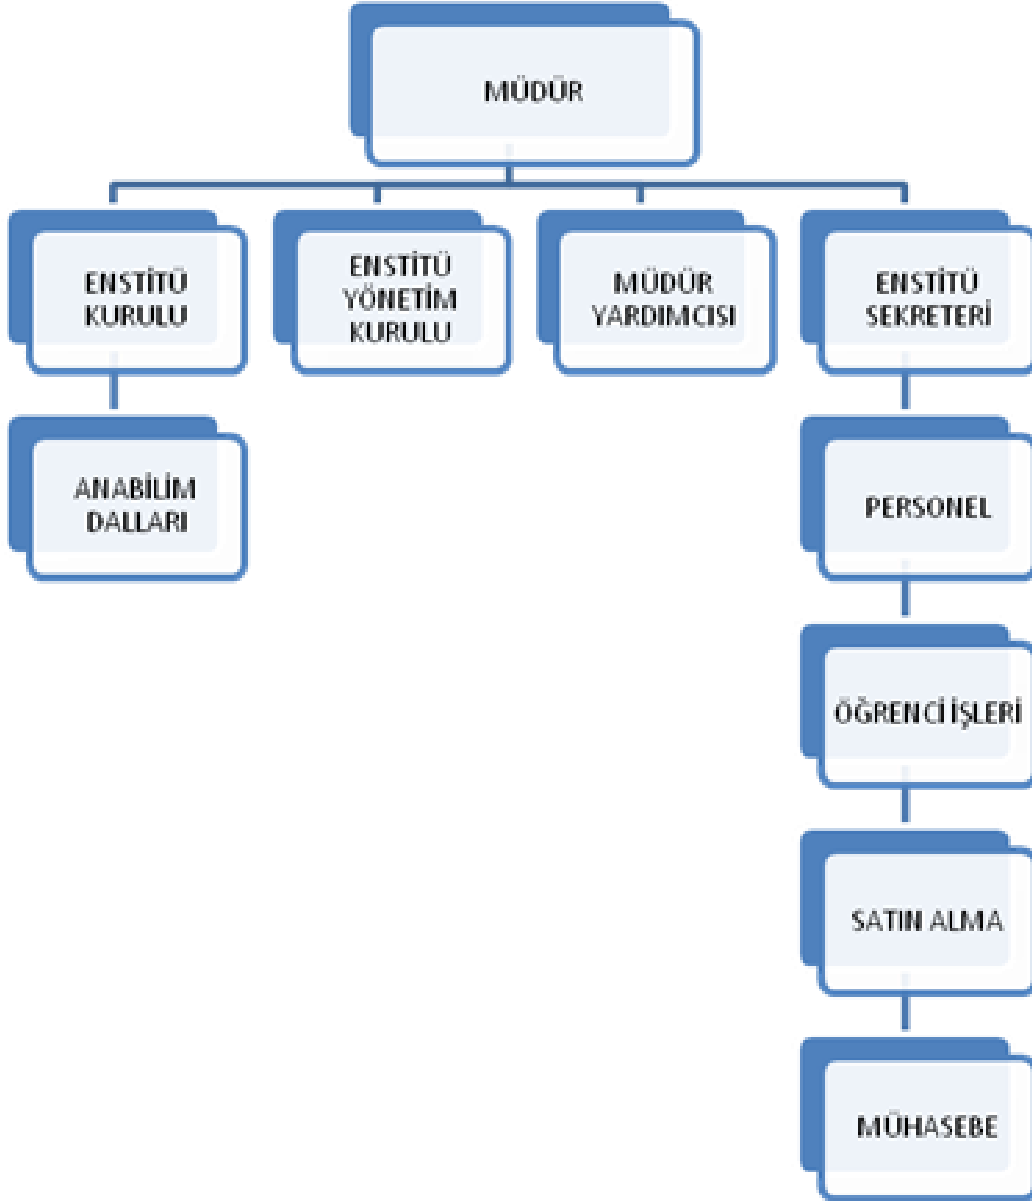 MÜDÜR
ENSTİTÜ
KURULU
ENSTİTÜ
YÖNETİM
KURULU
MÜDÜR
YARDIMCISI
ENSTİTÜ
SEKRETERİ
ANABİLİM
DALLARI
PERSONEL
ÖĞRENCİ İŞLERİ
SATIN ALMA
MÜHASEBE